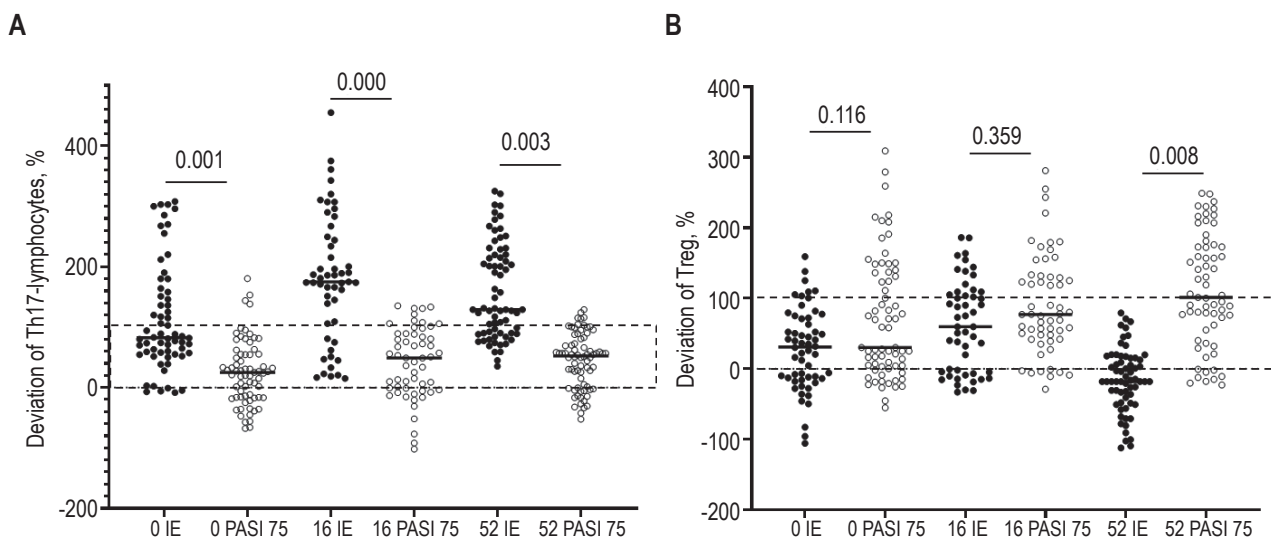 A
B
0.000
0.001
0.003
Deviation of Th17-lymphocytes, %
400
200
0
-200
0 IE
0 PASI 75
16 IE
16 PASI 75
52 IE
52 PASI 75
0.116
0.359
0.008
Deviation of Treg, %
400
300
200
100
0
-100
-200
0 IE
0 PASI 75
16 IE
16 PASI 75
52 IE
52 PASI 75